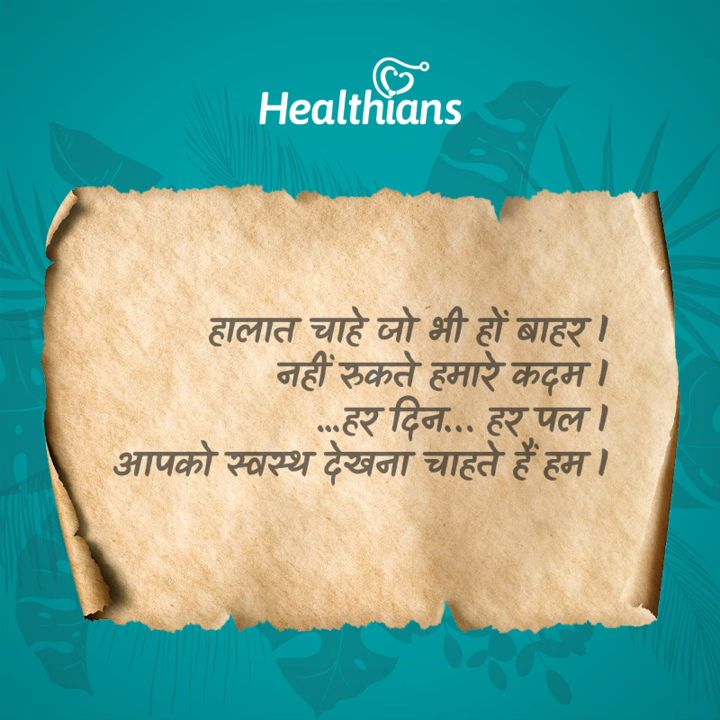 Healthians
हालात चाहे जो भी हों बाहर।
नहीं रुकते हमारे कदम।
...हर दिन... हर पल।
आपको स्वस्थ देखना चाहते हैं हम।